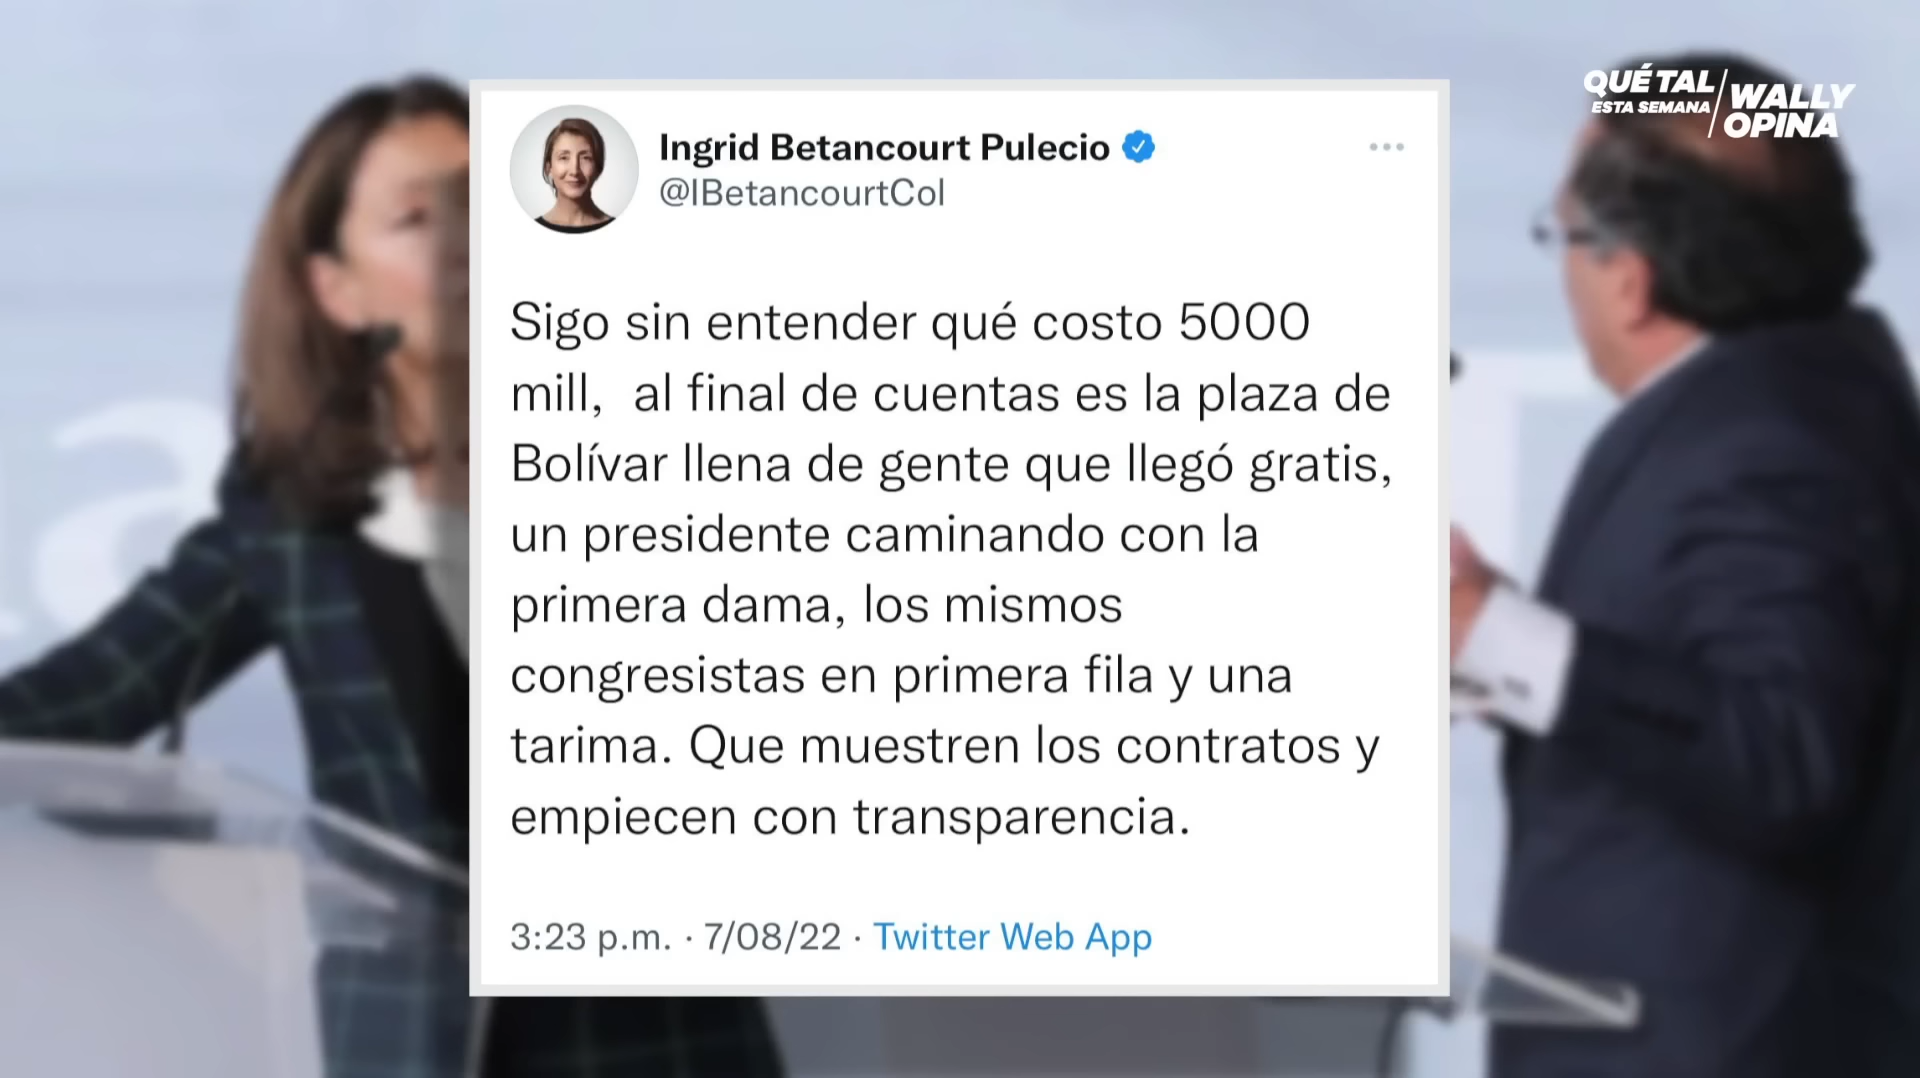 QUÉ TAL
ESTA SEMANA
WALLY
OPINA
Ingrid Betancourt Pulecio
@IBetancourtCol
Sigo sin entender qué costo 5000
mill,  al final de cuentas es la plaza de
Bolívar llena de gente que llegó gratis,
un presidente caminando con la
primera dama, los mismos
congresistas en primera fila y una
tarima. Que muestren los contratos y
empiecen con transparencia.
3:23 p.m. · 7/08/22 · Twitter Web App